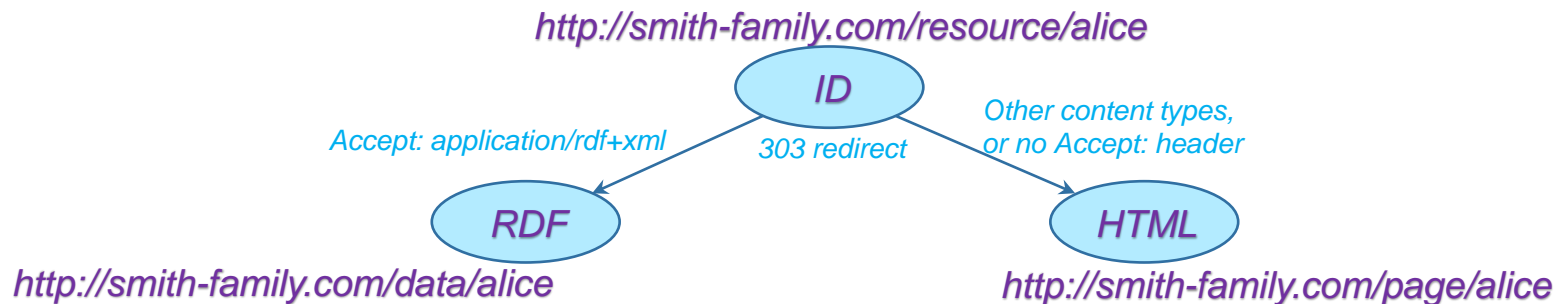 http://smith-family.com/resource/alice
ID
Accept: application/rdf+xml
303 redirect
Other content types,
or no Accept: header
RDF
HTML
http://smith-family.com/data/alice
http://smith-family.com/page/alice